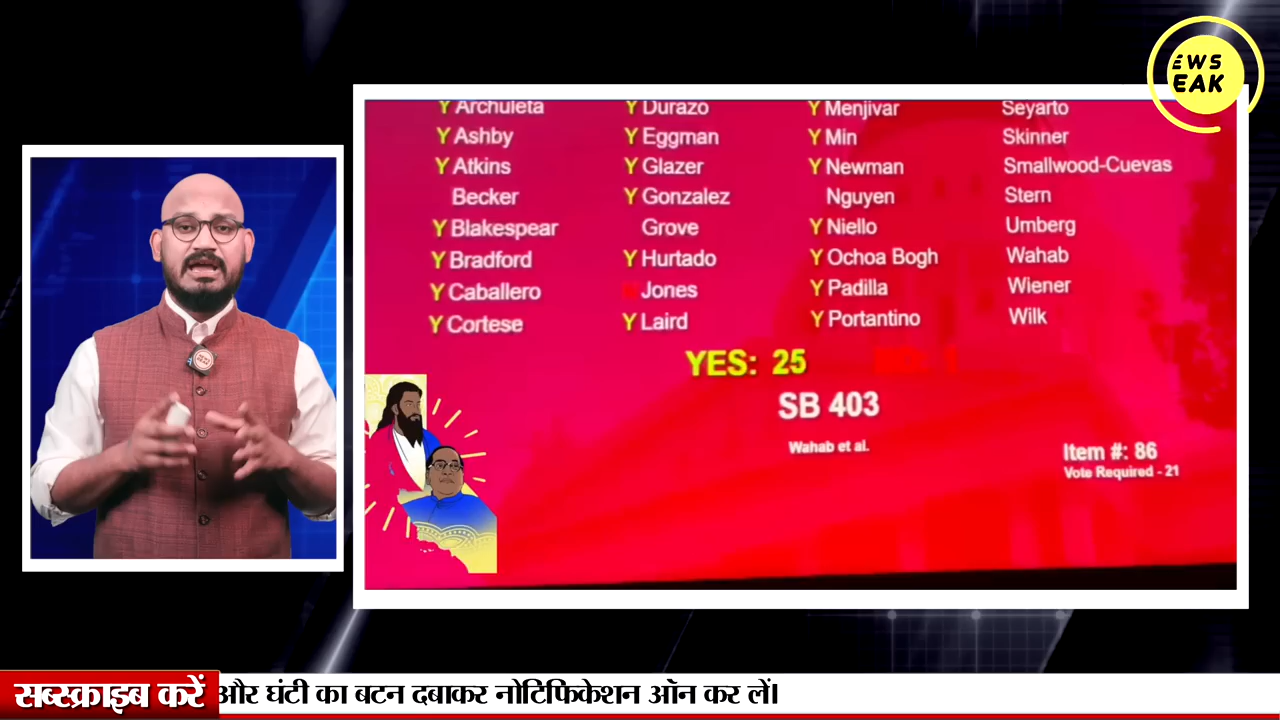 EWS
EAK
Y Archuleta Y Durazo Y Menjivar Seyarto
Y Ashby Y Eggman Y Min Skinner
Y Atkins Y Glazer Y Newman Smallwood-Cuevas
Becker Y Gonzalez Nguyen Stern
Y Blakespear Grove Y Niello Umberg
Y Bradford Y Hurtado Y Ochoa Bogh Wahab
Y Caballero N Jones Y Padilla Wiener
Y Cortese Y Laird Y Portantino Wilk
YES: 25
SB 403
Wahab et al.
Item #: 86
Vote Required - 21
सब्स्क्राइब करें और घंटी का बटन दबाकर नोटिफिकेशन ऑन कर लें।